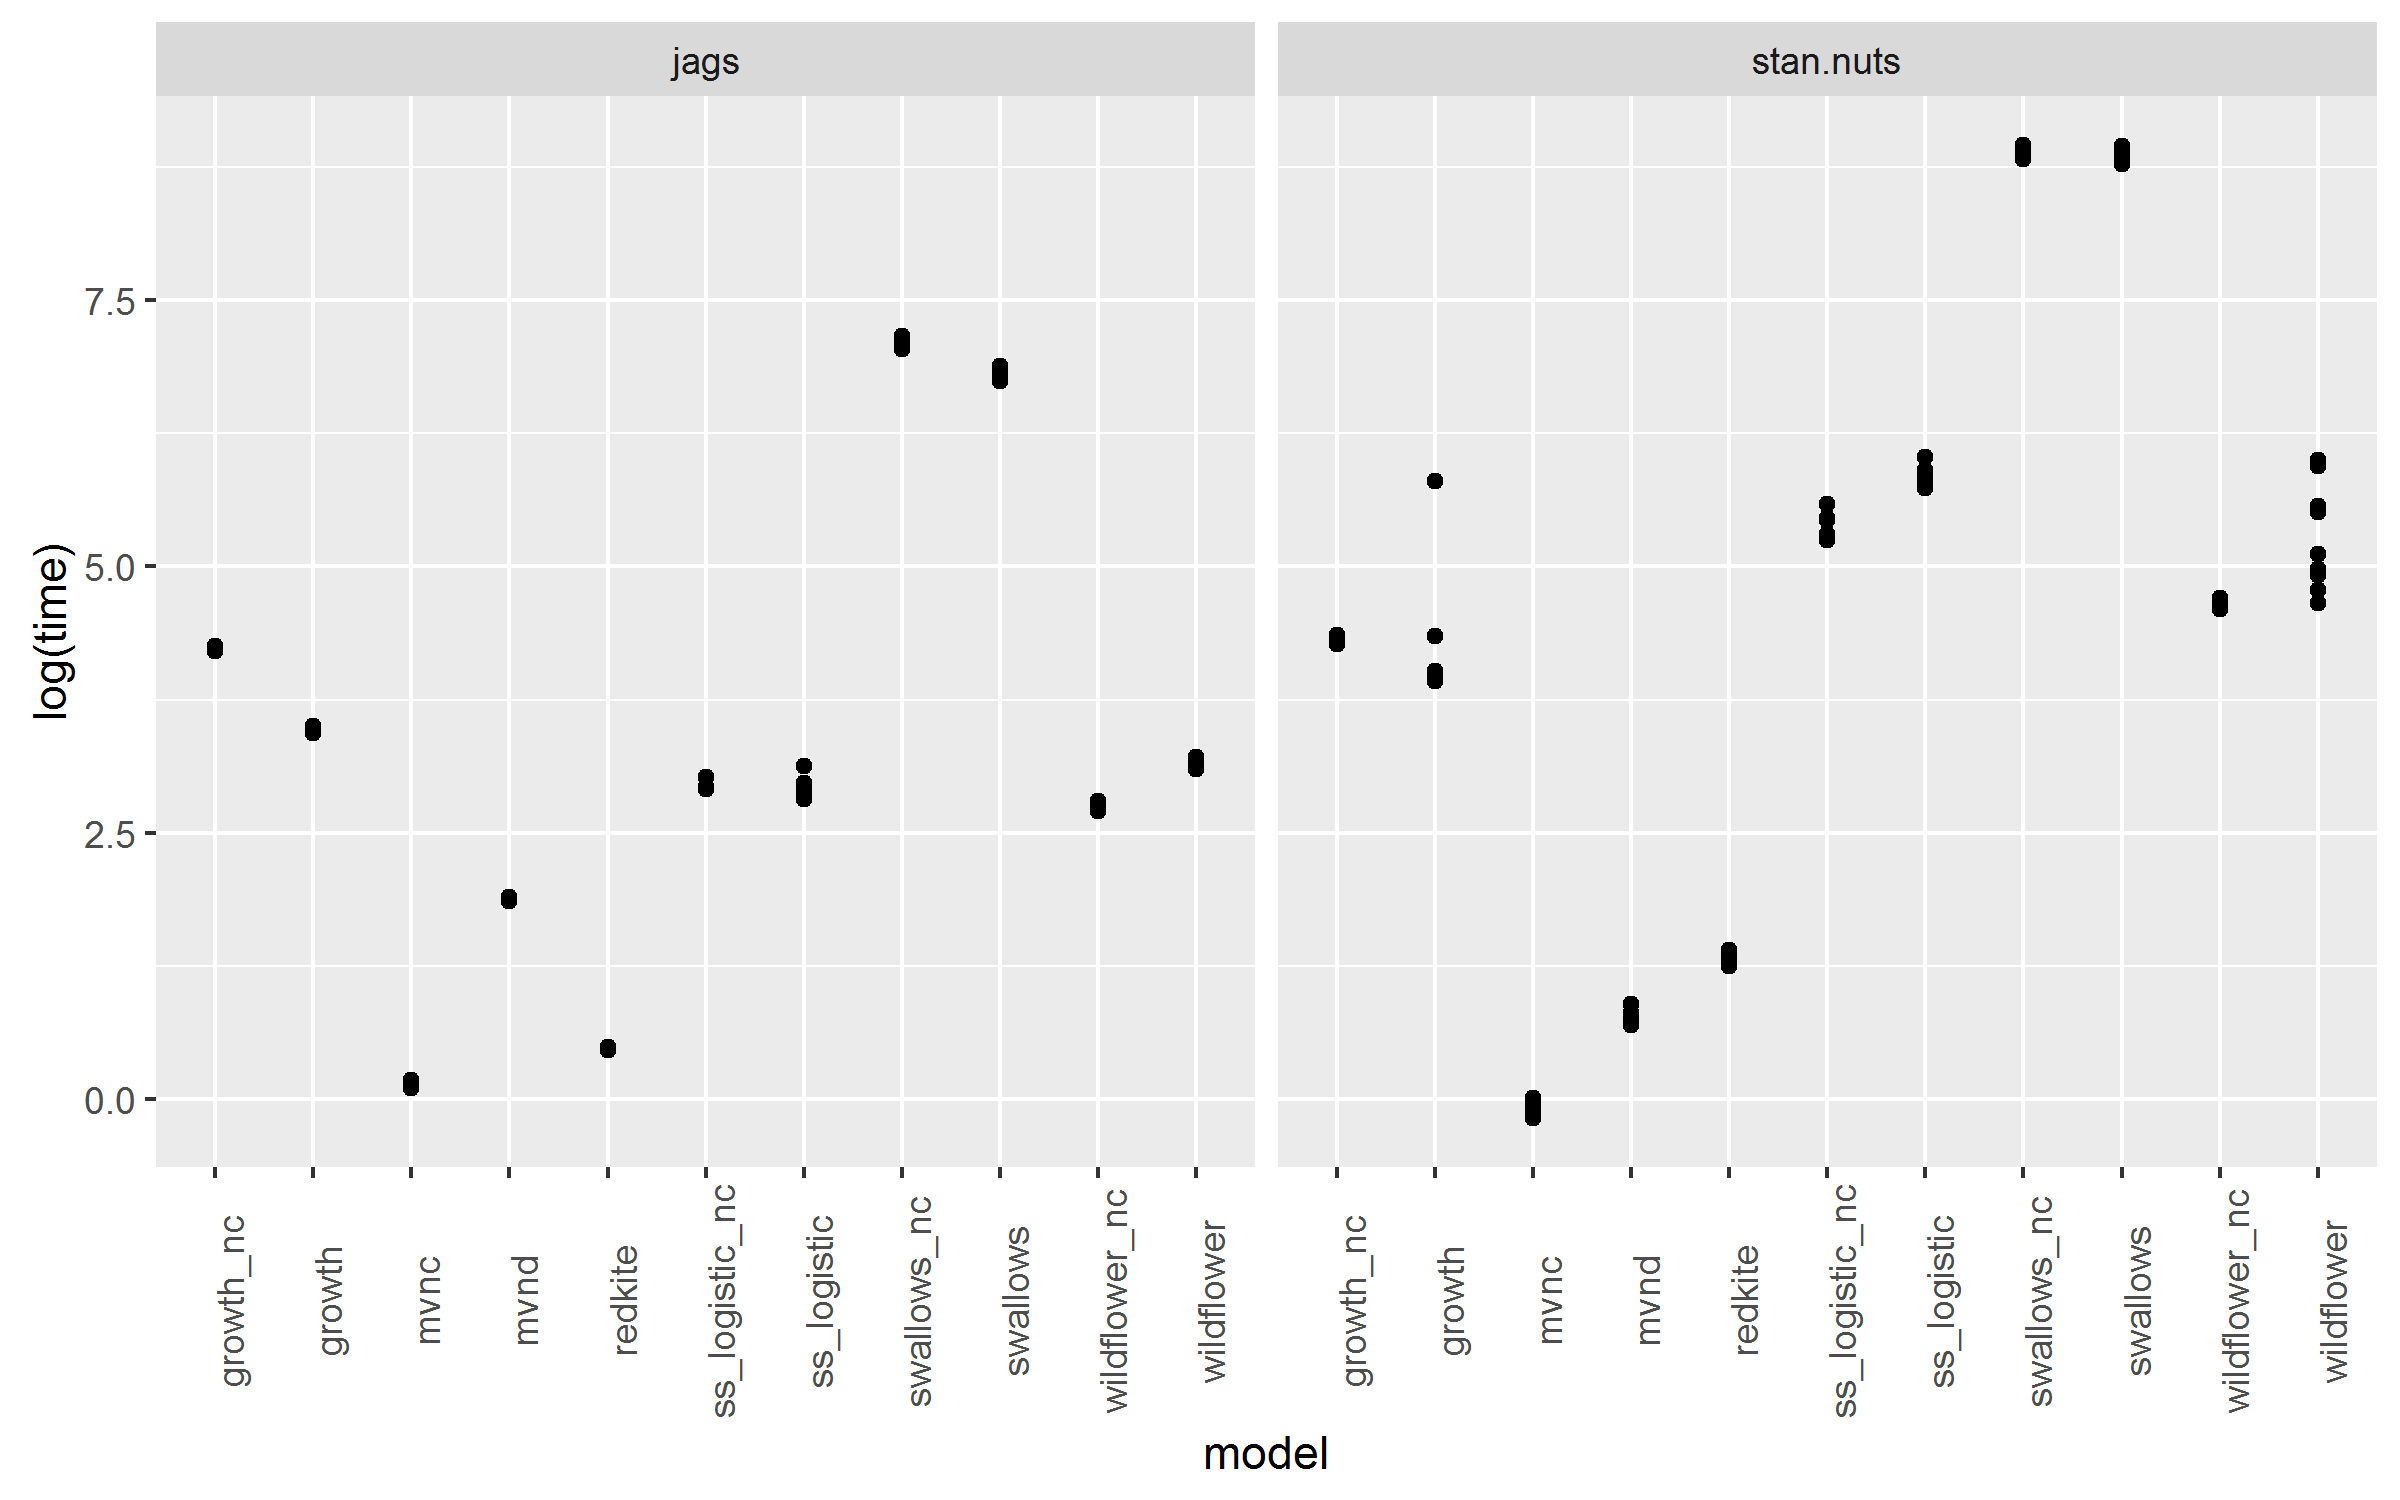 jags
stan.nuts
log(time)
7.5
5.0
2.5
0.0
growth_nc
growth
mvnc
mvnd
redkite
ss_logistic_nc
ss_logistic
swallows_nc
swallows
wildflower_nc
wildflower
growth_nc
growth
mvnc
mvnd
redkite
ss_logistic_nc
ss_logistic
swallows_nc
swallows
wildflower_nc
wildflower
model